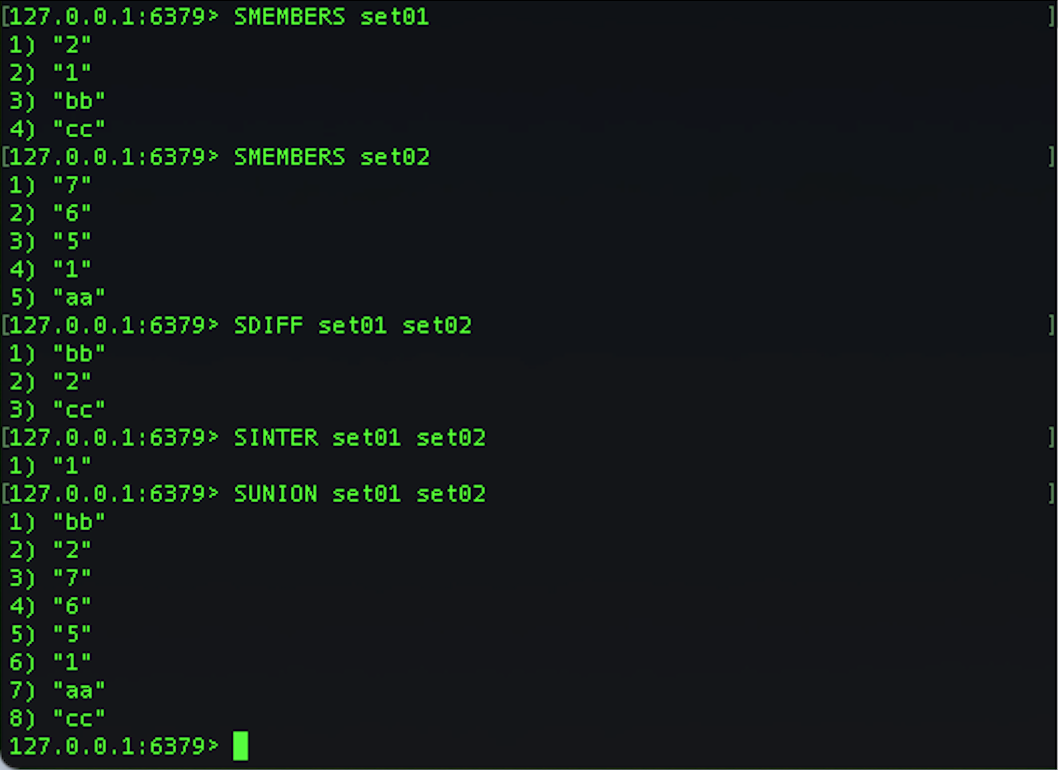 [127.0.0.1:6379> SMEMBERS set01 ]
1) "2"
2) "1"
3) "bb"
4) "cc"
[127.0.0.1:6379> SMEMBERS set02 ]
1) "7"
2) "6"
3) "5"
4) "1"
5) "aa"
[127.0.0.1:6379> SDIFF set01 set02 ]
1) "bb"
2) "2"
3) "cc"
[127.0.0.1:6379> SINTER set01 set02 ]
1) "1"
[127.0.0.1:6379> SUNION set01 set02 ]
1) "bb"
2) "2"
3) "7"
4) "6"
5) "5"
6) "1"
7) "aa"
8) "cc"
127.0.0.1:6379>